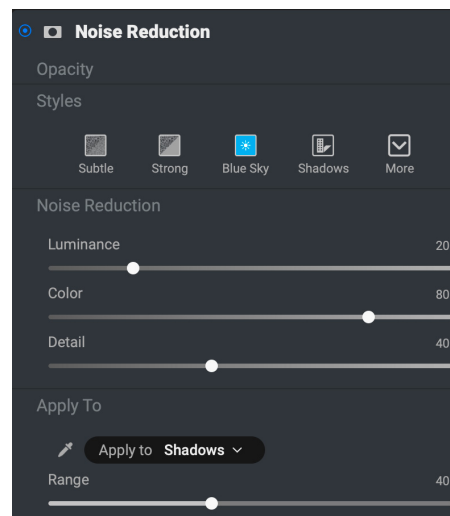 Noise Reduction
Opacity
Styles
Subtle Strong Blue Sky Shadows More
Noise Reduction
Luminance 20
Color 80
Detail 40
Apply To
Apply to Shadows
Range 40